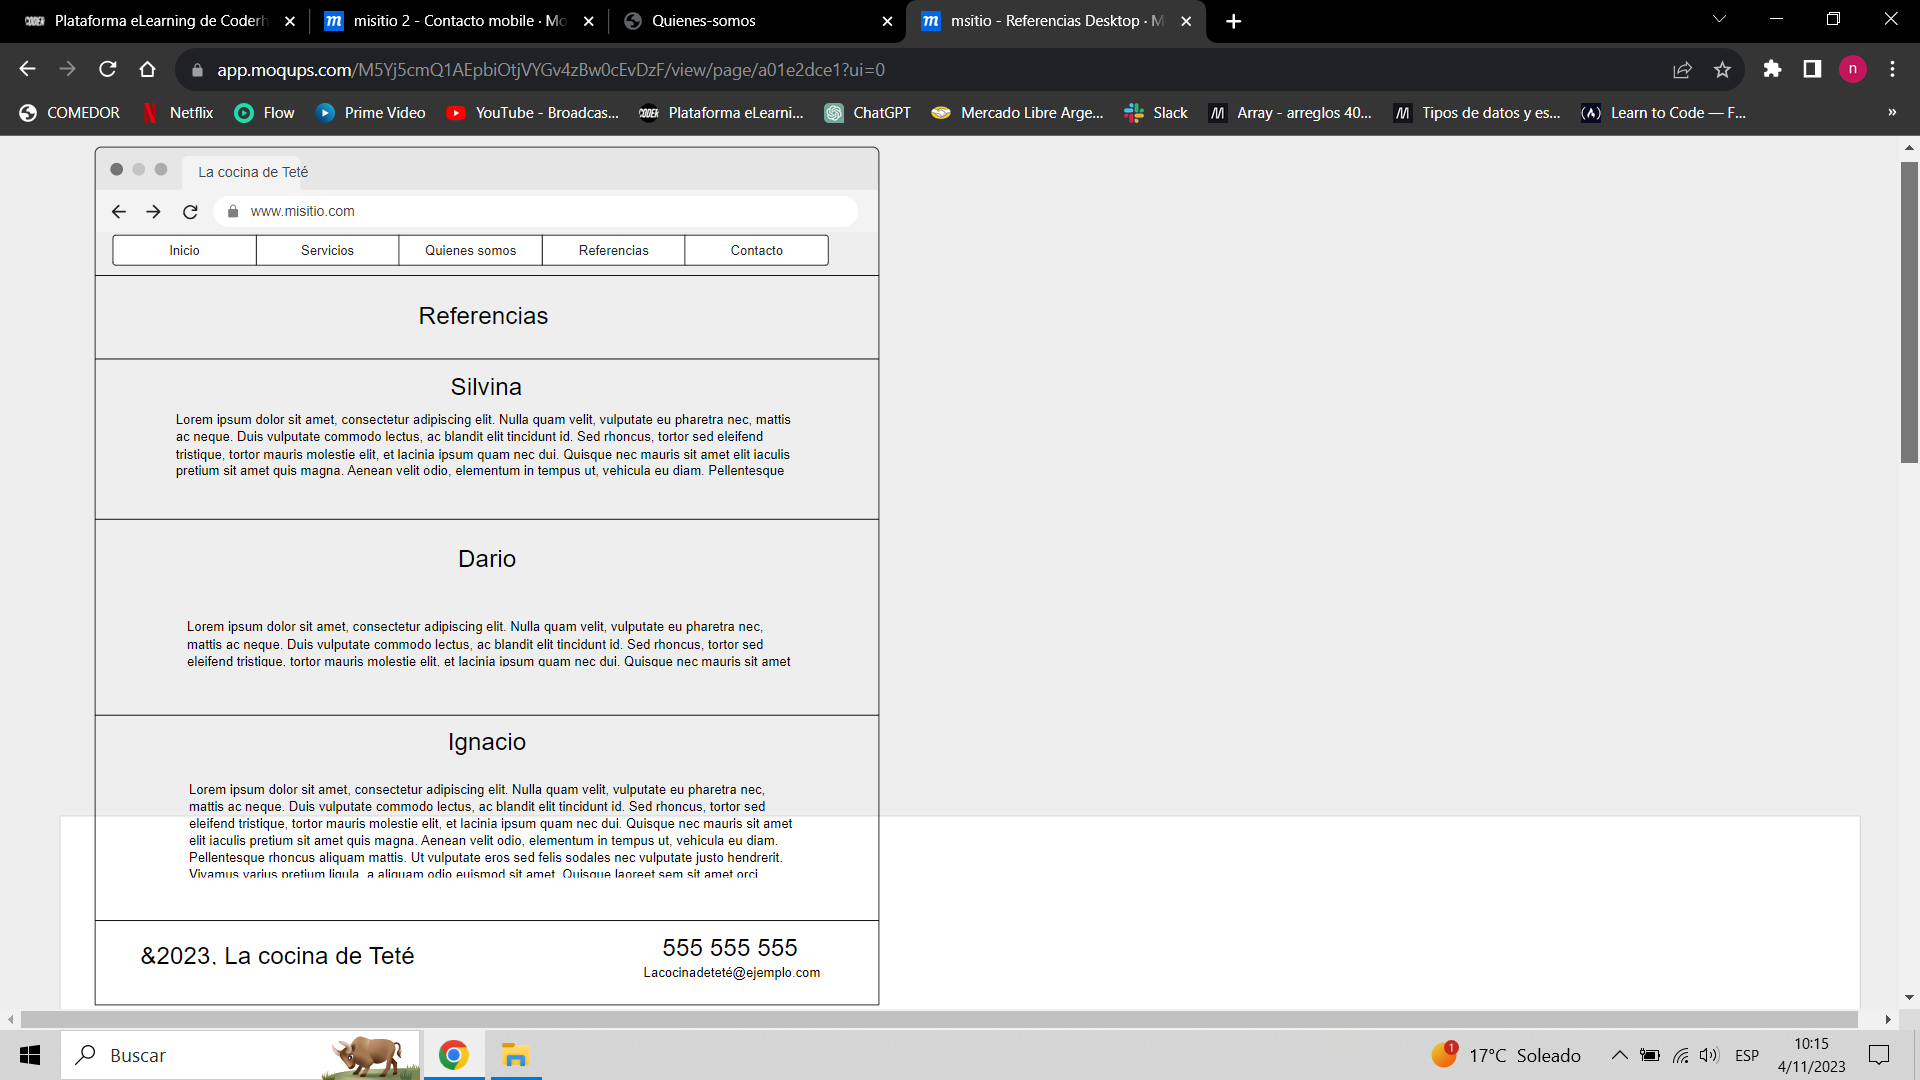 Plataforma eLearning de Coderh
misitio 2 - Contacto mobile · Mo
Quienes-somos
msitio - Referencias Desktop · M
app.moqups.com/M5Yj5cmQ1AEpbiOtjVYGv4zBw0cEvDzF/view/page/a01e2dce1?ui=0
n
COMEDOR
Netflix
Flow
Prime Video
YouTube - Broadcas...
CODER
Plataforma eLearni...
ChatGPT
Mercado Libre Arge...
Slack
Array - arreglos 40...
Tipos de datos y es...
Learn to Code — F...
»
La cocina de Teté
www.misitio.com
Inicio
Servicios
Quienes somos
Referencias
Contacto
Referencias
Silvina
Lorem ipsum dolor sit amet, consectetur adipiscing elit. Nulla quam velit, vulputate eu pharetra nec, mattis
ac neque. Duis vulputate commodo lectus, ac blandit elit tincidunt id. Sed rhoncus, tortor sed eleifend
tristique, tortor mauris molestie elit, et lacinia ipsum quam nec dui. Quisque nec mauris sit amet elit iaculis
pretium sit amet quis magna. Aenean velit odio, elementum in tempus ut, vehicula eu diam. Pellentesque
Dario
Lorem ipsum dolor sit amet, consectetur adipiscing elit. Nulla quam velit, vulputate eu pharetra nec,
mattis ac neque. Duis vulputate commodo lectus, ac blandit elit tincidunt id. Sed rhoncus, tortor sed
eleifend tristique, tortor mauris molestie elit, et lacinia ipsum quam nec dui. Quisque nec mauris sit amet
Ignacio
Lorem ipsum dolor sit amet, consectetur adipiscing elit. Nulla quam velit, vulputate eu pharetra nec,
mattis ac neque. Duis vulputate commodo lectus, ac blandit elit tincidunt id. Sed rhoncus, tortor sed
eleifend tristique, tortor mauris molestie elit, et lacinia ipsum quam nec dui. Quisque nec mauris sit amet
elit iaculis pretium sit amet quis magna. Aenean velit odio, elementum in tempus ut, vehicula eu diam.
Pellentesque rhoncus aliquam mattis. Ut vulputate eros sed felis sodales nec vulputate justo hendrerit.
Vivamus varius pretium ligula, a aliquam odio euismod sit amet. Quisque laoreet sem sit amet orci
&2023. La cocina de Teté
555 555 555
Lacocinadeteté@ejemplo.com
Buscar
1
17°C Soleado
ESP
10:15
4/11/2023